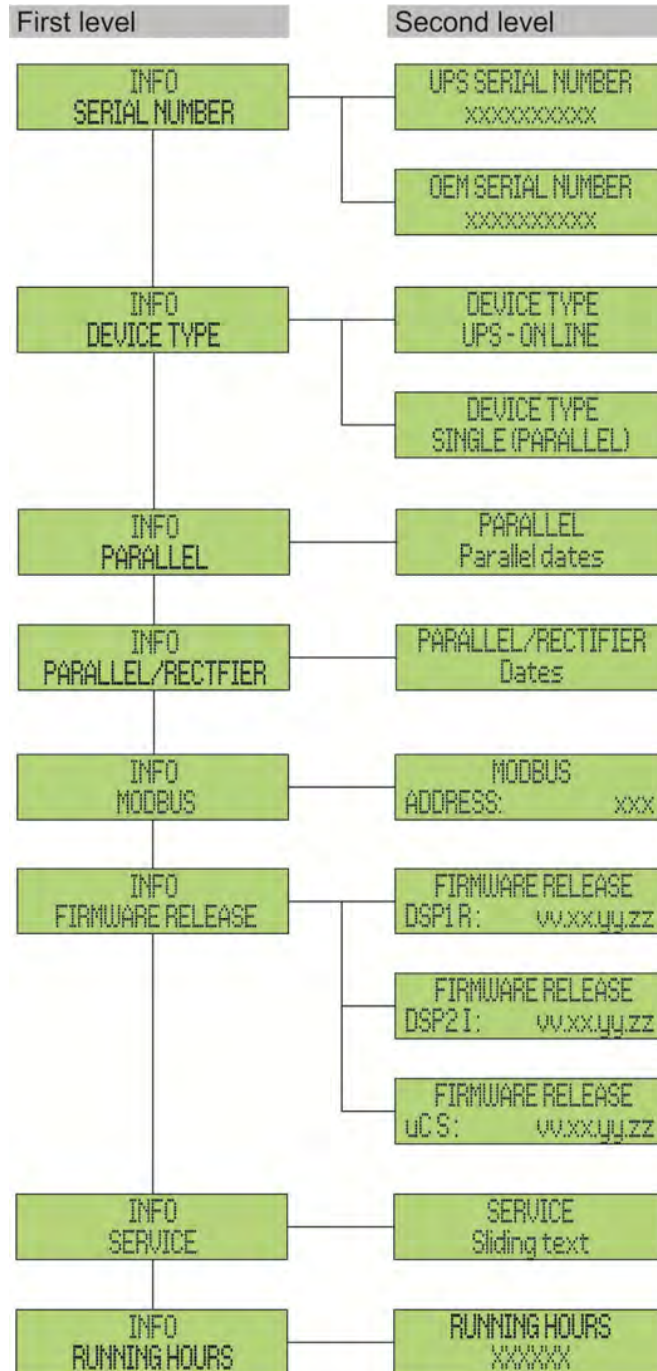 First level
Second level
INFO
SERIAL NUMBER
UPS SERIAL NUMBER
xxxxxxxxxx
OEM SERIAL NUMBER
xxxxxxxxxx
INFO
DEVICE TYPE
DEVICE TYPE
UPS - ON LINE
DEVICE TYPE
SINGLE (PARALLEL)
INFO
PARALLEL
PARALLEL
Parallel dates
INFO
PARALLEL/RECTFIER
PARALLEL/RECTIFIER
Dates
INFO
MODBUS
MODBUS
ADDRESS: xxx
INFO
FIRMWARE RELEASE
FIRMWARE RELEASE
DSP1 R: vv.xx.yy.zz
FIRMWARE RELEASE
DSP2 I: vv.xx.yy.zz
FIRMWARE RELEASE
uC S: vv.xx.yy.zz
INFO
SERVICE
SERVICE
Sliding text
INFO
RUNNING HOURS
RUNNING HOURS
XXXXXX